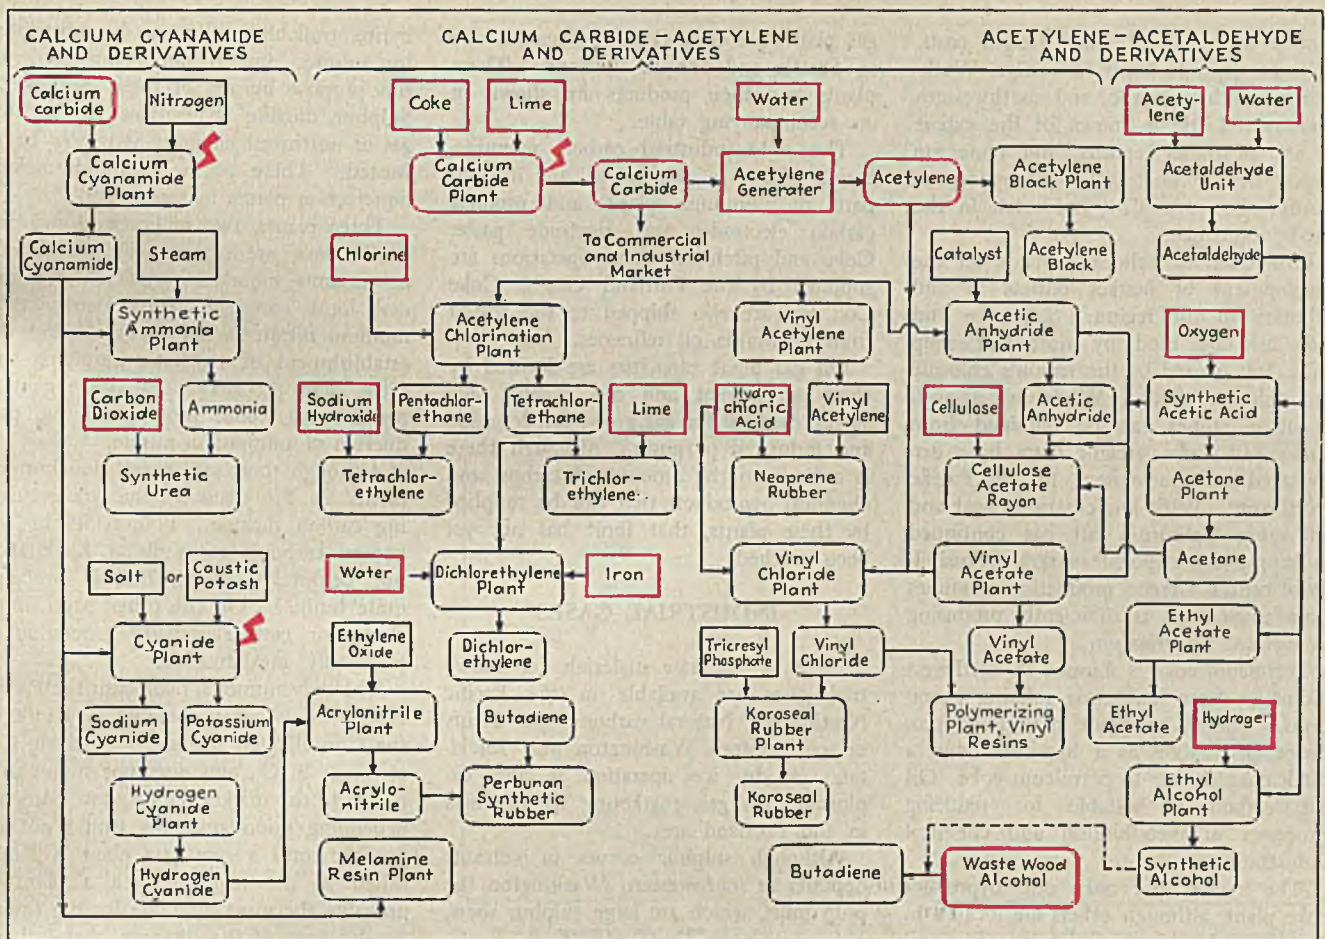 CALCIUM CYANAMIDE
AND DERIVATIVES
CALCIUM CARBIDE-ACETYLENE
AND DERIVATIVES
ACETYLENE-ACETALDEHYDE
AND DERIVATIVES
Calcium
carbide
Nitrogen
Coke
Lime
Water
Acety-
lene
Water
Calcium
Cyanamide
Plant
Calcium
Carbide
Plant
Calcium
Carbide
Acetylene
Generater
Acetylene
Acetylene
Black Plant
Acetaldehyde
Unit
To Commercial
and Industrial
Market
Calcium
Cyanamide
Steam
Chlorine
Catalyst
Acetylene
Black
Acetaldehyde
Synthetic
Ammonia
Plant
Acetylene
Chlorination
Plant
Vinyl
Acetylene
Plant
Acetic
Anhydride
Plant
Oxygen
Carbon
Dioxide
Ammonia
Sodium
Hydroxide
Pentachlor-
ethane
Tetrachlor-
ethane
Lime
Hydro-
chloric
Acid
Vinyl
Acetylene
Cellulose
Acetic
Anhydride
Synthetic
Acetic Acid
Synthetic
Urea
Tetrachlor-
ethylene
Trichlor-
ethylene
Neoprene
Rubber
Cellulose
Acetate
Rayon
Acetone
Plant
Salt
or
Caustic
Potash
Water
Dichlorethylene
Plant
Iron
Vinyl
Chloride
Plant
Vinyl
Acetate
Plant
Acetone
Cyanide
Plant
Ethylene
Oxide
Dichlor-
ethylene
Tricresyl
Phosphate
Vinyl
Chloride
Vinyl
Acetate
Ethyl
Acetate
Plant
Sodium
Cyanide
Potassium
Cyanide
Acrylonitrile
Plant
Butadiene
Koroseal
Rubber
Plant
Polymerizing
Plant, Vinyl
Resins
Ethyl
Acetate
Hydrogen
Hydrogen
Cyanide
Plant
Acrylo-
nitrile
Perbunan
Synthetic
Rubber
Koroseal
Rubber
Ethyl
Alcohol
Plant
Hydrogen
Cyanide
Melamine
Resin Plant
Butadiene
Waste Wood
Alcohol
Synthetic
Alcohol